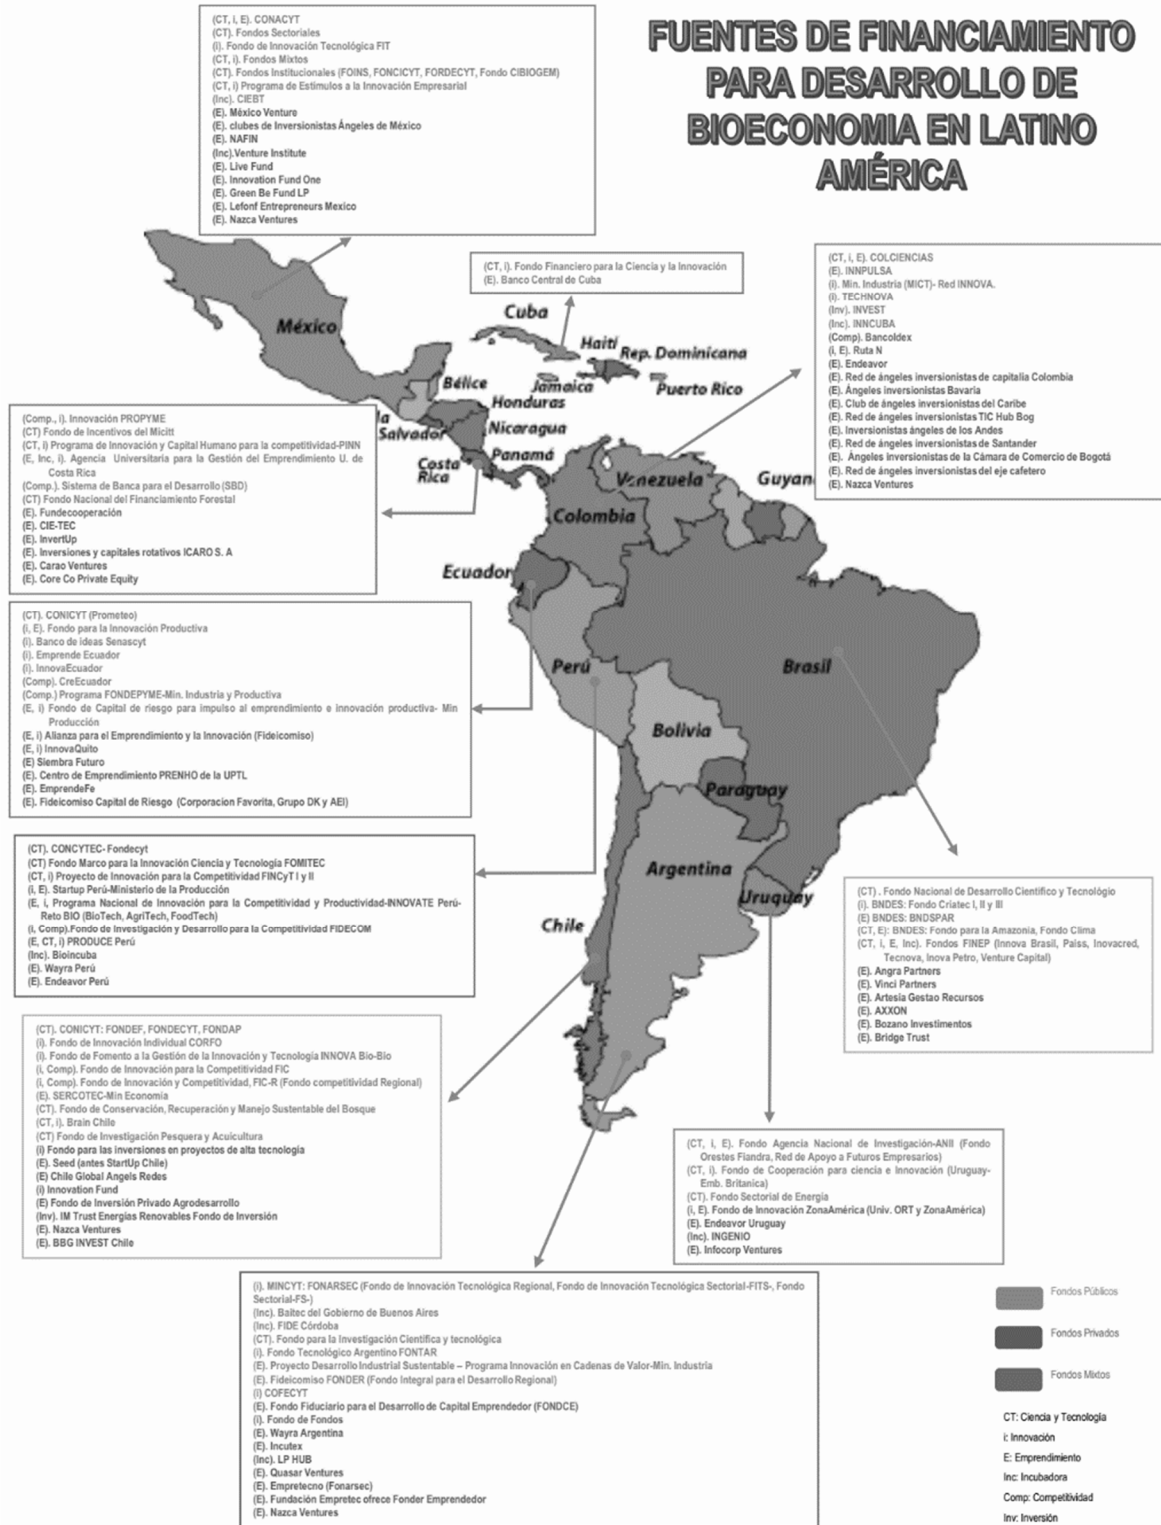 FUENTES DE FINANCIAMIENTO
PARA DESARROLLO DE
BIOECONOMIA EN LATINO
AMÉRICA
(CT, i, E). CONACYT
(CT). Fondos Sectoriales
(i). Fondo de Innovación Tecnológica FIT
(CT, i). Fondos Mixtos
(CT). Fondos Institucionales (FOINS, FONCICYT, FORDECYT, Fondo CIBIOGEM)
(CT, i) Programa de Estímulos a la Innovación Empresarial
(Inc). CIEBT
(E). México Venture
(E). clubes de Inversionistas Ángeles de México
(E). NAFIN
(Inc).Venture Institute
(E). Live Fund
(E). Innovation Fund One
(E). Green Be Fund LP
(E). Lefonf Entrepreneurs Mexico
(E). Nazca Ventures
(CT, i). Fondo Financiero para la Ciencia y la Innovación
(E). Banco Central de Cuba
(CT, i, E). COLCIENCIAS
(E). INNPULSA
(i). Min. Industria (MICT)- Red INNOVA.
(i). TECHNOVA
(Inv). INVEST
(Inc). INNCUBA
(Comp). Bancoldex
(i, E). Ruta N
(E). Endeavor
(E). Red de ángeles inversionistas de capitalia Colombia
(E). Ángeles inversionistas Bavaria
(E). Club de ángeles inversionistas del Caribe
(E). Red de ángeles inversionistas TIC Hub Bog
(E). Inversionistas ángeles de los Andes
(E). Red de ángeles inversionistas de Santander
(E). Ángeles inversionistas de la Cámara de Comercio de Bogotá
(E). Red de ángeles inversionistas del eje cafetero
(E). Nazca Ventures
México
Cuba
Haití
Rep. Dominicana
Jamaica
Puerto Rico
Bélice
Honduras
la
Salvador
Nicaragua
Costa
Rica
Panamá
Venezuela
Guyan
Colombia
Ecuador
Perú
Brasil
Bolivia
Paraguay
Argentina
Uruguay
Chile
(Comp., i). Innovación PROPYME
(CT) Fondo de Incentivos del Micitt
(CT, i) Programa de Innovación y Capital Humano para la competitividad-PINN
(E, Inc, i). Agencia Universitaria para la Gestión del Emprendimiento U. de
Costa Rica
(Comp.). Sistema de Banca para el Desarrollo (SBD)
(CT) Fondo Nacional del Financiamiento Forestal
(E). Fundecooperación
(E). CIE-TEC
(E). InvertUp
(E). Inversiones y capitales rotativos ICARO S. A
(E). Carao Ventures
(E). Core Co Private Equity
(CT). CONICYT (Prometeo)
(i, E). Fondo para la Innovación Productiva
(i). Banco de ideas Senascyt
(i). Emprende Ecuador
(i). InnovaEcuador
(Comp). CreEcuador
(Comp.) Programa FONDEPYME-Min. Industria y Productiva
(E, i) Fondo de Capital de riesgo para impulso al emprendimiento e innovación productiva- Min
Producción
(E, i) Alianza para el Emprendimiento y la Innovación (Fideicomiso)
(E, i) InnovaQuito
(E) Siembra Futuro
(E). Centro de Emprendimiento PRENHO de la UPTL
(E). EmprendeFe
(E). Fideicomiso Capital de Riesgo (Corporacion Favorita, Grupo DK y AEI)
(CT). CONCYTEC- Fondecyt
(CT) Fondo Marco para la Innovación Ciencia y Tecnología FOMITEC
(CT, i) Proyecto de Innovación para la Competitividad FINCyT I y II
(i, E). Startup Perú-Ministerio de la Producción
(E, i, Programa Nacional de Innovación para la Competitividad y Productividad-INNOVATE Perú-
Reto BIO (BioTech, AgriTech, FoodTech)
(i, Comp).Fondo de Investigación y Desarrollo para la Competitividad FIDECOM
(E, CT, i) PRODUCE Perú
(Inc). Bioincuba
(E). Wayra Perú
(E). Endeavor Perú
(CT) . Fondo Nacional de Desarrollo Científico y Tecnológio
(i). BNDES: Fondo Criatec I, II y III
(E) BNDES: BNDSPAR
(CT, E): BNDES: Fondo para la Amazonia, Fondo Clima
(CT, i, E, Inc). Fondos FINEP (Innova Brasil, Paiss, Inovacred,
Tecnova, Inova Petro, Venture Capital)
(E). Angra Partners
(E). Vinci Partners
(E). Artesia Gestao Recursos
(E). AXXON
(E). Bozano Investimentos
(E). Bridge Trust
(CT). CONICYT: FONDEF, FONDECYT, FONDAP
(i). Fondo de Innovación Individual CORFO
(i). Fondo de Fomento a la Gestión de la Innovación y Tecnología INNOVA Bio-Bio
(i, Comp). Fondo de Innovación para la Competitividad FIC
(i, Comp). Fondo de Innovación y Competitividad, FIC-R (Fondo competitividad Regional)
(E). SERCOTEC-Min Economía
(CT). Fondo de Conservación, Recuperación y Manejo Sustentable del Bosque
(CT, i). Brain Chile
(CT) Fondo de Investigación Pesquera y Acuicultura
(i) Fondo para las inversiones en proyectos de alta tecnología
(E). Seed (antes StartUp Chile)
(E) Chile Global Angels Redes
(i) Innovation Fund
(E) Fondo de Inversión Privado Agrodesarrollo
(Inv). IM Trust Energías Renovables Fondo de Inversión
(E). Nazca Ventures
(E). BBG INVEST Chile
(CT, i, E). Fondo Agencia Nacional de Investigación-ANII (Fondo
Orestes Fiandra, Red de Apoyo a Futuros Empresarios)
(CT, i). Fondo de Cooperación para ciencia e Innovación (Uruguay-
Emb. Britanica)
(CT). Fondo Sectorial de Energía
(i, E). Fondo de Innovación ZonaAmérica (Univ. ORT y ZonaAmérica)
(E). Endeavor Uruguay
(Inc). INGENIO
(E). Infocorp Ventures
(i). MINCYT: FONARSEC (Fondo de Innovación Tecnológica Regional, Fondo de Innovación Tecnológica Sectorial-FITS-, Fondo
Sectorial-FS-)
(Inc). Baitec del Gobierno de Buenos Aires
(Inc). FIDE Córdoba
(CT). Fondo para la Investigación Científica y tecnológica
(i). Fondo Tecnológico Argentino FONTAR
(E). Proyecto Desarrollo Industrial Sustentable – Programa Innovación en Cadenas de Valor-Min. Industria
(E). Fideicomiso FONDER (Fondo Integral para el Desarrollo Regional)
(i) COFECYT
(E). Fondo Fiduciario para el Desarrollo de Capital Emprendedor (FONDCE)
(i). Fondo de Fondos
(E). Wayra Argentina
(E). Incutex
(Inc). LP HUB
(E). Quasar Ventures
(E). Empretecno (Fonarsec)
(E). Fundación Empretec ofrece Fonder Emprendedor
(E). Nazca Ventures
Fondos Públicos
Fondos Privados
Fondos Mixtos
CT: Ciencia y Tecnología
i: Innovación
E: Emprendimiento
Inc: Incubadora
Comp: Competitividad
Inv: Inversión